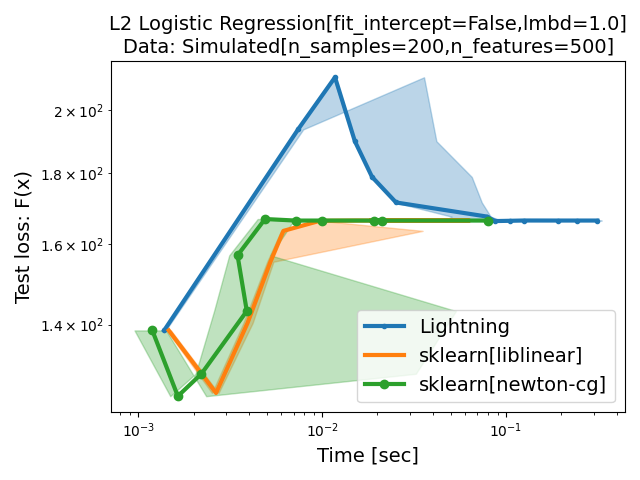 L2 Logistic Regression[fit_intercept=False,lmbd=1.0]
Data: Simulated[n_samples=200,n_features=500]
Test loss: F(x)
2 × 10²
1.8 × 10²
1.6 × 10²
1.4 × 10²
Lightning
sklearn[liblinear]
sklearn[newton-cg]
10⁻³
10⁻²
10⁻¹
Time [sec]